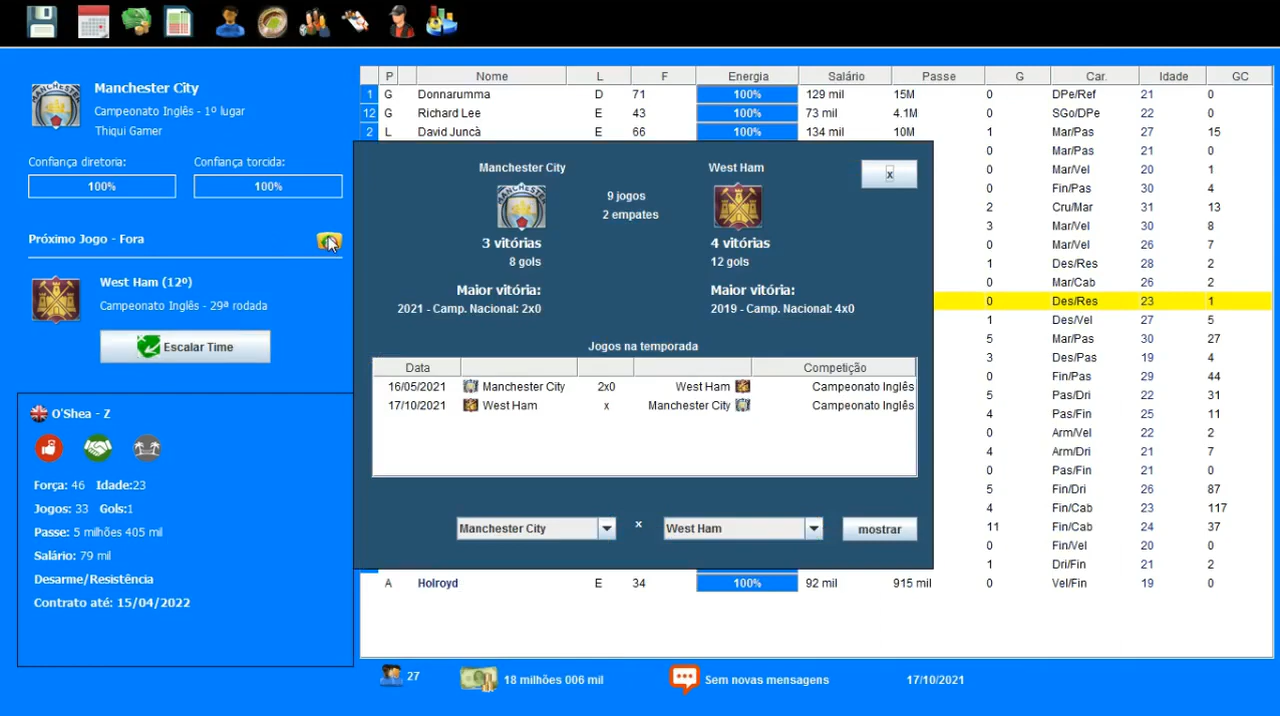 Manchester City
Campeonato Inglês - 1º lugar
Thiqui Gamer
Confiança diretoria:
Confiança torcida:
100%
100%
Próximo Jogo - Fora
West Ham (12º)
Campeonato Inglês - 29ª rodada
Escalar Time
O'Shea - Z
Força: 46 Idade:23
Jogos: 33 Gols:1
Passe: 5 milhões 405 mil
Salário: 79 mil
Desarme/Resistência
Contrato até: 15/04/2022
P Nome L F Energia Salário Passe G Car. Idade GC
1 G Donnarumma D 71 100% 129 mil 15M 0 DPe/Ref 21 0
12 G Richard Lee E 43 100% 73 mil 4.1M 0 SGo/DPe 22 0
2 L David Juncà E 66 100% 134 mil 10M 1 Mar/Pas 27 15
0 Mar/Pas 21 0
0 Mar/Vel 20 1
0 Fin/Pas 30 4
2 Cru/Mar 31 13
3 Mar/Vel 30 8
0 Mar/Vel 26 7
1 Des/Res 28 2
0 Mar/Cab 26 2
0 Des/Res 23 1
1 Des/Vel 27 5
5 Mar/Pas 30 27
3 Des/Pas 19 4
0 Fin/Pas 29 44
5 Pas/Dri 22 31
4 Pas/Fin 25 11
0 Arm/Vel 22 2
4 Arm/Dri 21 7
0 Pas/Fin 21 0
5 Fin/Dri 26 87
4 Fin/Cab 23 117
11 Fin/Cab 24 37
0 Fin/Vel 20 0
1 Dri/Fin 21 2
A Holroyd E 34 100% 92 mil 915 mil 0 Vel/Fin 19 0
Manchester City
West Ham
x
9 jogos
2 empates
3 vitórias
4 vitórias
8 gols
12 gols
Maior vitória:
Maior vitória:
2021 - Camp. Nacional: 2x0
2019 - Camp. Nacional: 4x0
Jogos na temporada
Data Competição
16/05/2021 Manchester City 2x0 West Ham Campeonato Inglês
17/10/2021 West Ham x Manchester City Campeonato Inglês
Manchester City x West Ham mostrar
27
18 milhões 006 mil
Sem novas mensagens
17/10/2021